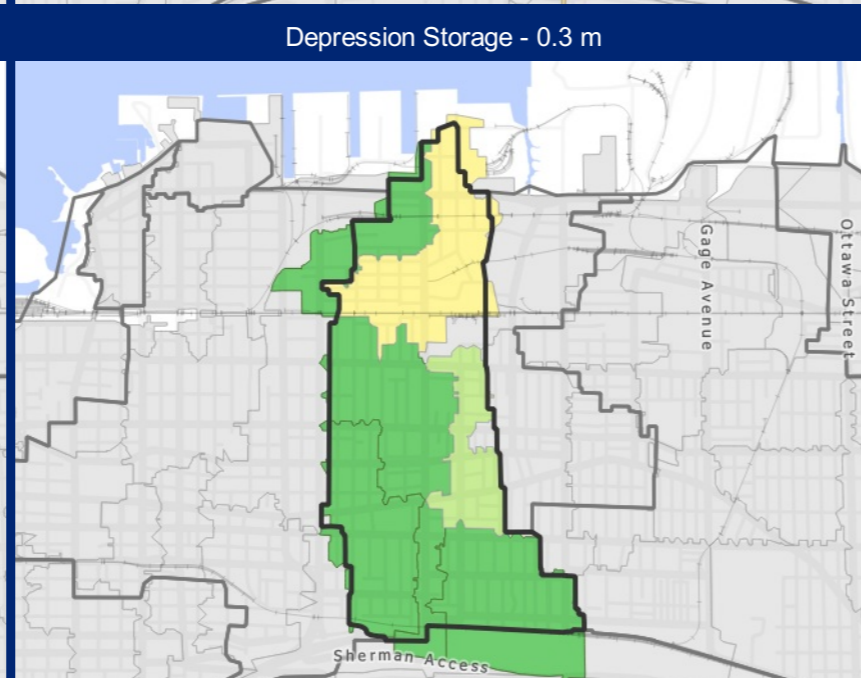 Depression Storage - 0.3 m
Gage Avenue
Ottawa Street
Sherman Access